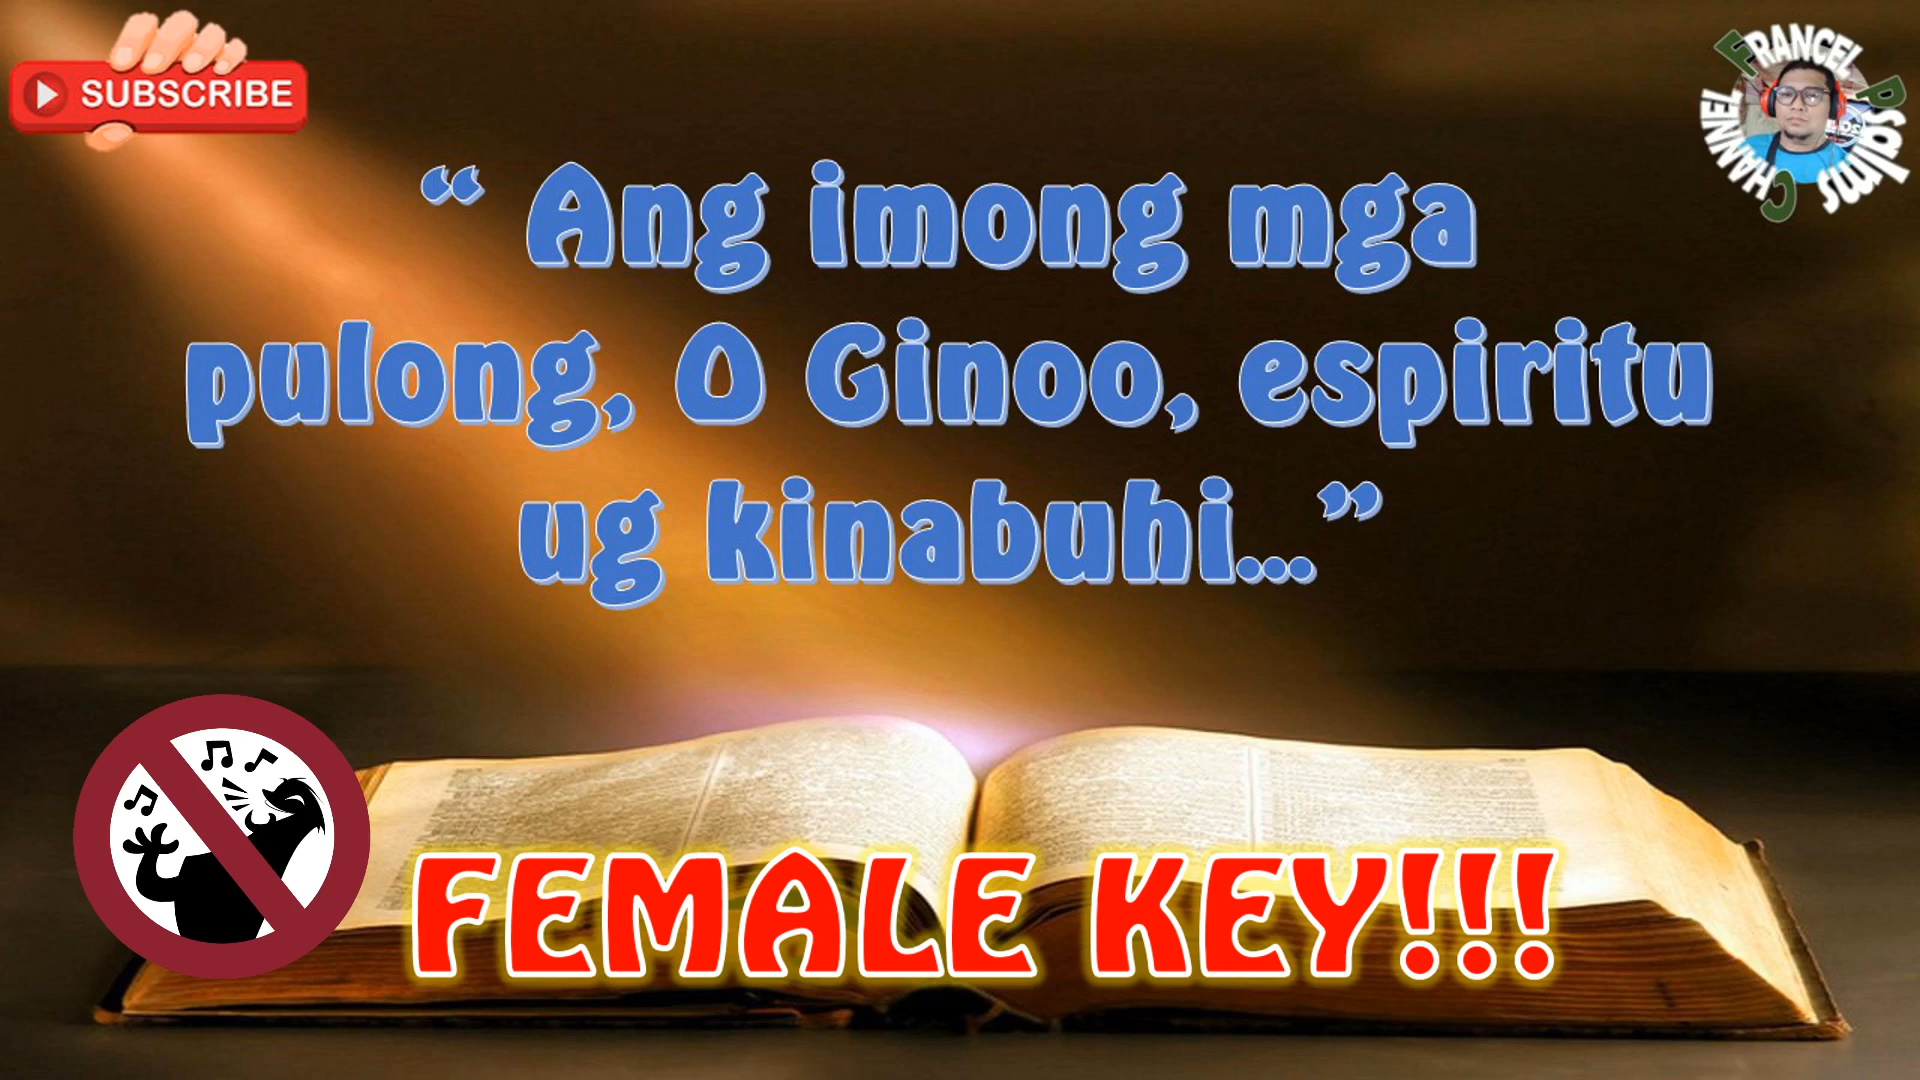 SUBSCRIBE
FRANCEL Psalms CHANNEL
“ Ang imong mga
pulong, O Ginoo, espiritu
ug kinabuhi...”
FEMALE KEY!!!